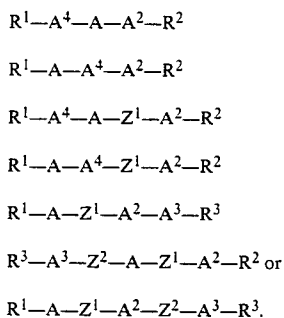 R¹—A⁴—A—A²—R²
R¹—A—A⁴—A²—R²
R¹—A⁴—A—Z¹—A²—R²
R¹—A—A⁴—Z¹—A²—R²
R¹—A—Z¹—A²—A³—R³
R³—A³—Z²—A—Z¹—A²—R² or
R¹—A—Z¹—A²—Z²—A³—R³.